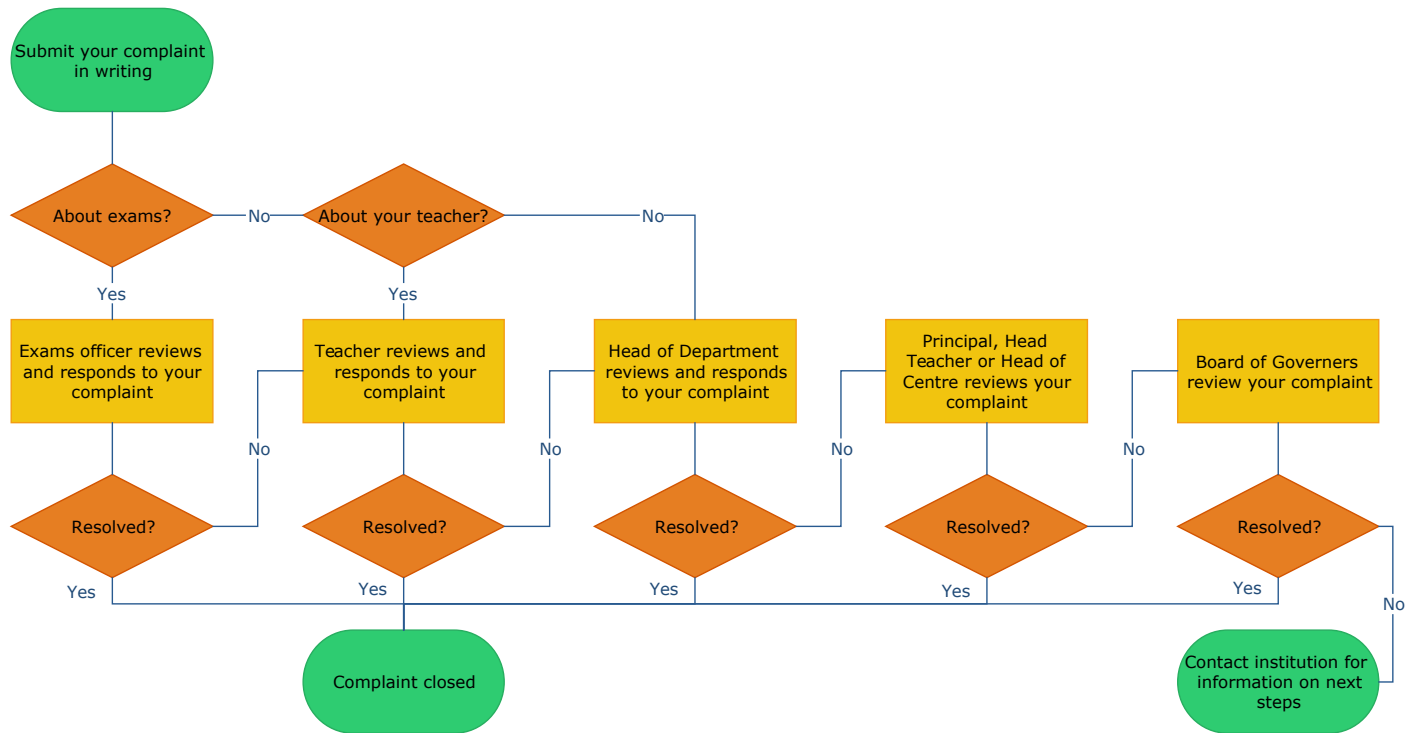 Submit your complaint
in writing
About exams?
No
About your teacher?
No
Yes
Yes
Exams officer reviews
and responds to your
complaint
Teacher reviews and
responds to your
complaint
Head of Department
reviews and responds
to your complaint
Principal, Head
Teacher or Head of
Centre reviews your
complaint
Board of Governers
review your complaint
No
No
No
No
Resolved?
Resolved?
Resolved?
Resolved?
Resolved?
Yes
Yes
Yes
Yes
Yes
No
Complaint closed
Contact institution for
information on next
steps